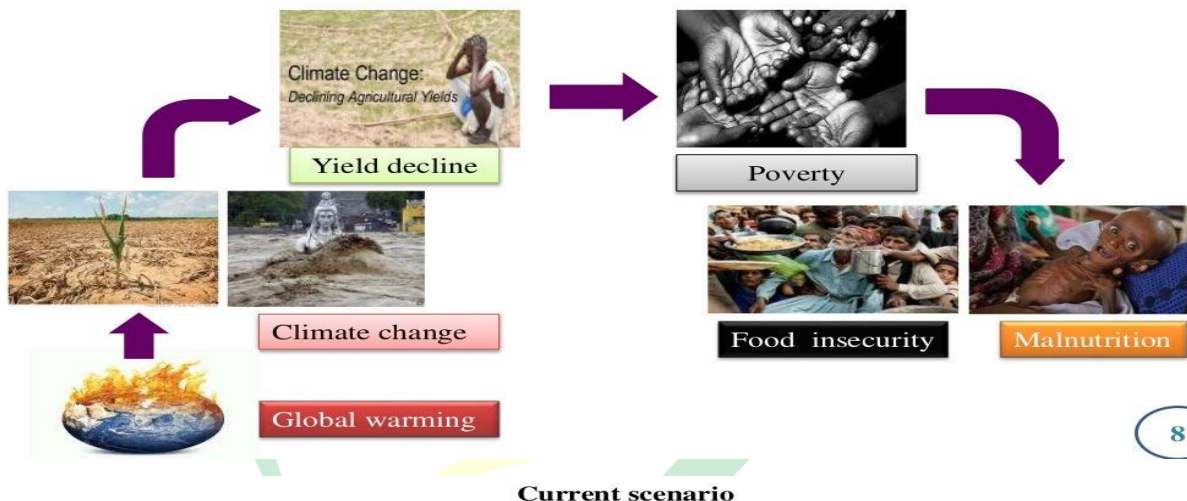 Climate Change:
Declining Agricultural Yields
Yield decline
Poverty
Climate change
Food insecurity
Malnutrition
Global warming
8
Current scenario